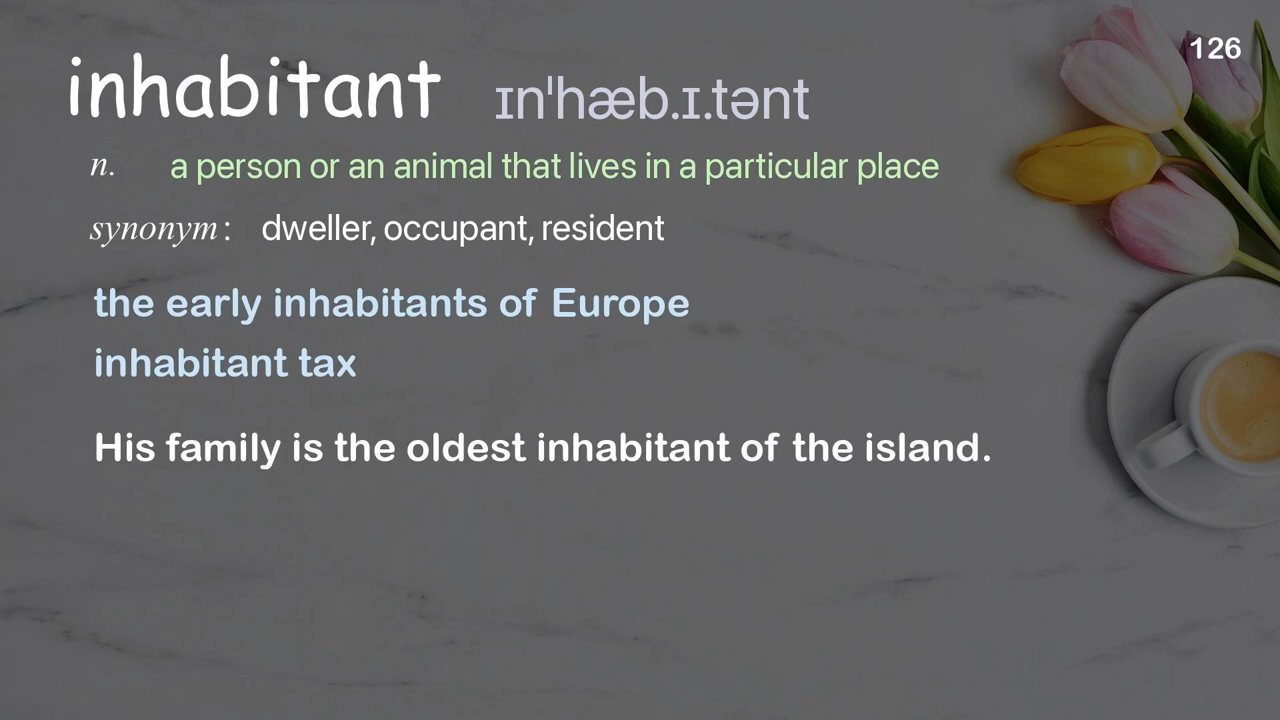 126
inhabitant ɪnˈhæb.ɪ.tənt
n. a person or an animal that lives in a particular place
synonym: dweller, occupant, resident
the early inhabitants of Europe
inhabitant tax
His family is the oldest inhabitant of the island.